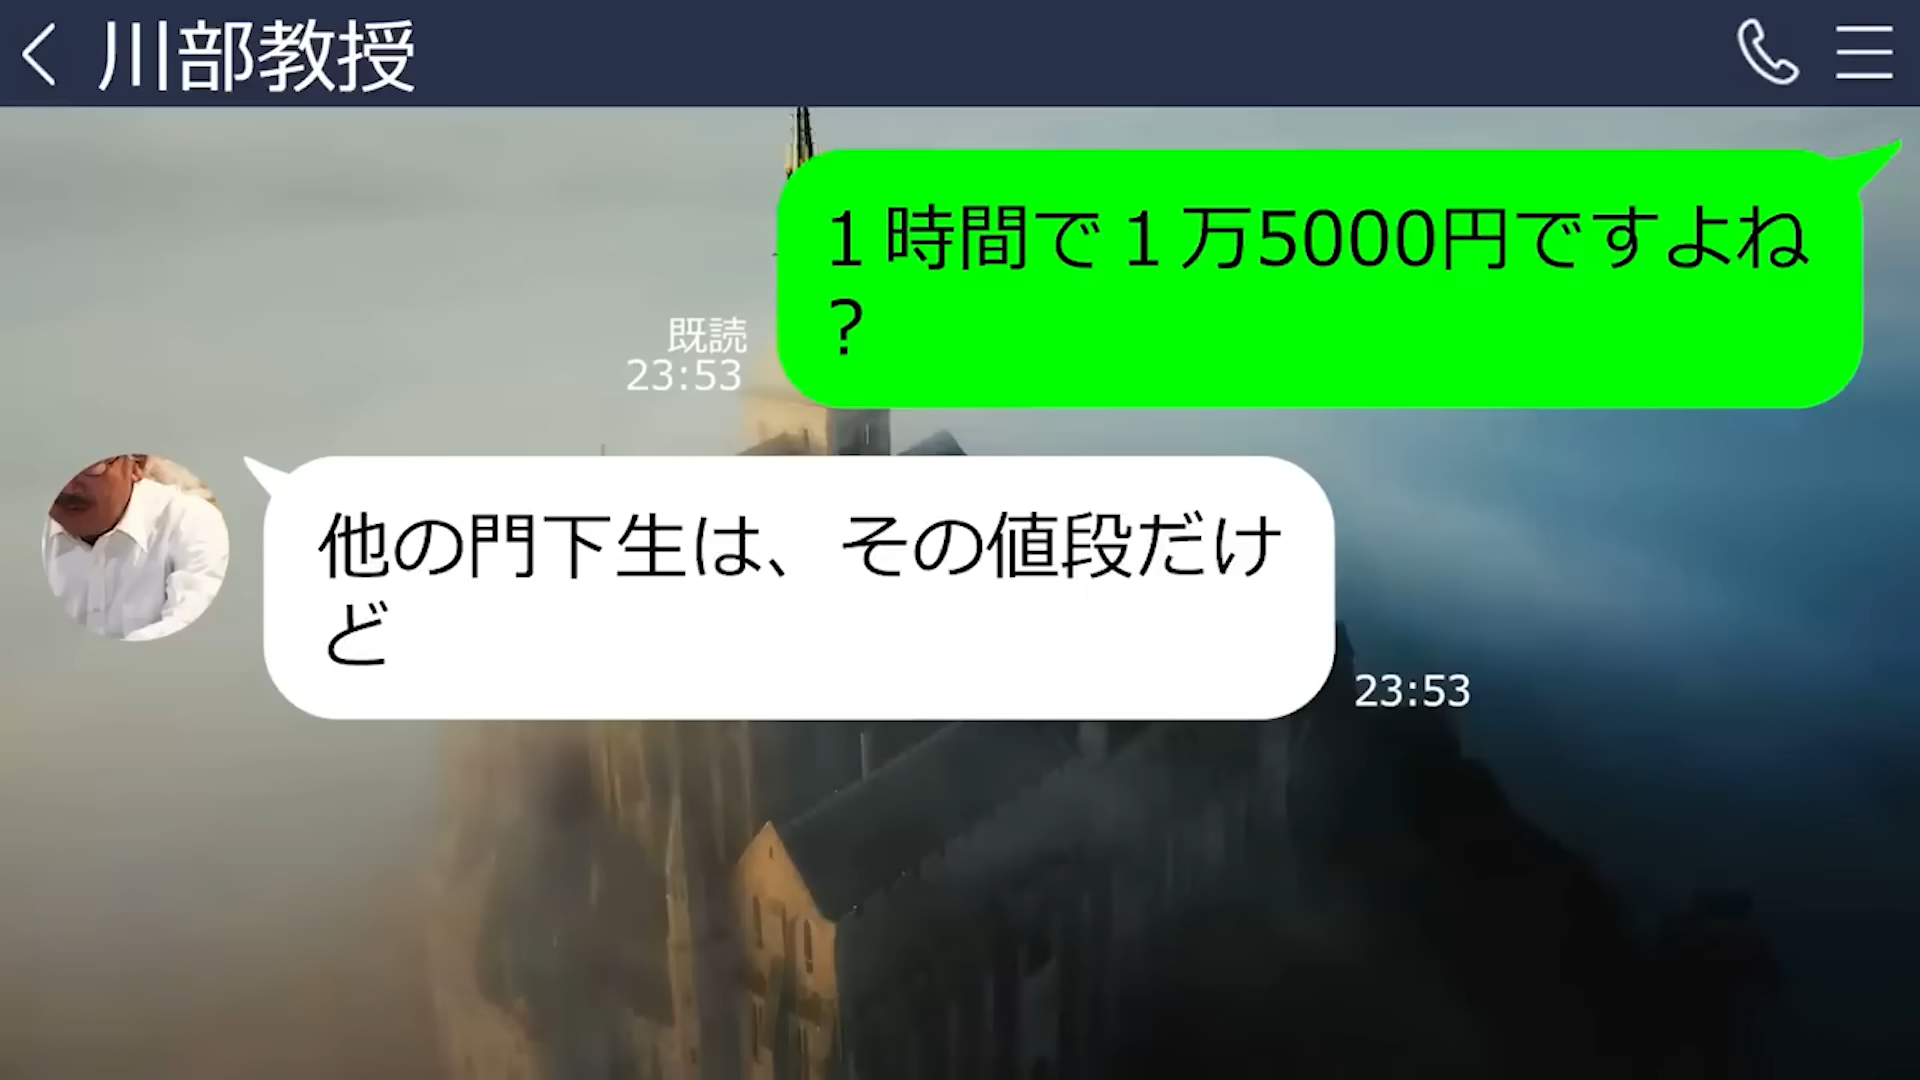 川部教授
１時間で１万5000円ですよね
？
既読
23:53
他の門下生は、その値段だけ
ど
23:53